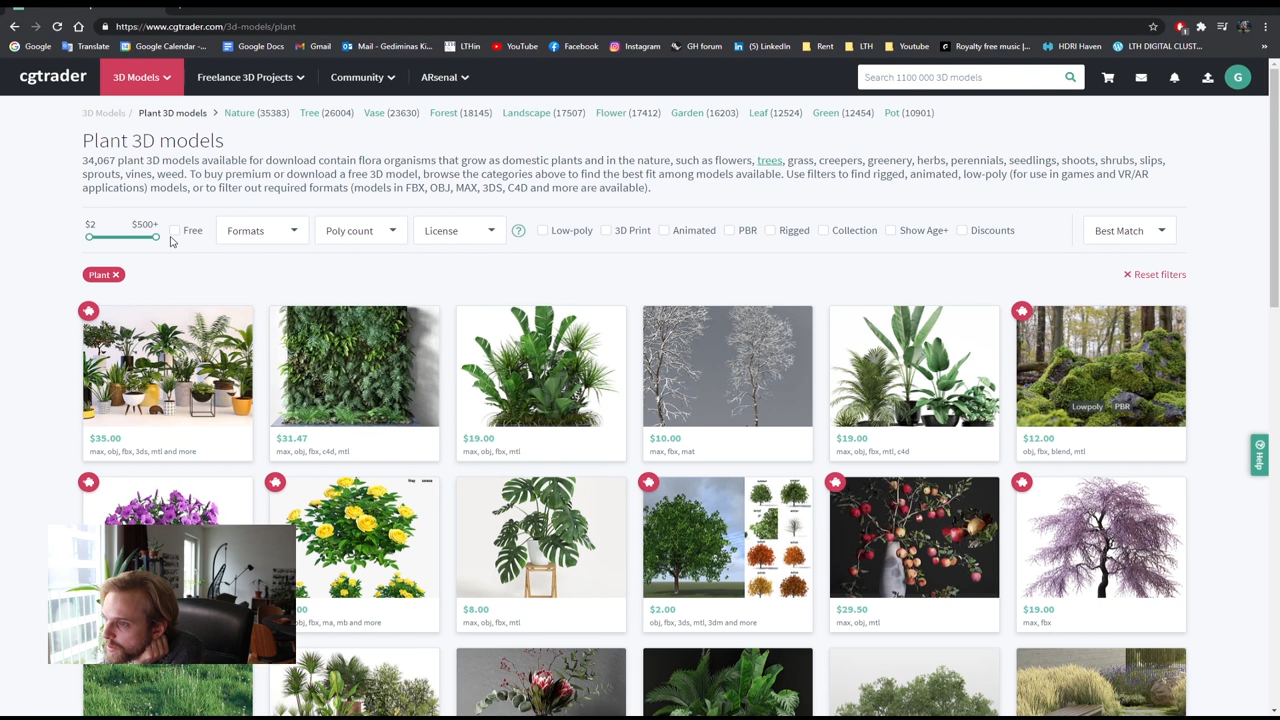 https://www.cgtrader.com/3d-models/plant
Google Translate Google Calendar -... Google Docs Gmail Mail - Gediminas Ki... LTHin YouTube Facebook Instagram GH forum (5) LinkedIn Rent LTH Youtube Royalty free music |... HDRI Haven LTH DIGITAL CLUST... »
cgtrader 3D Models Freelance 3D Projects Community ARsenal Search 1100 000 3D models G
3D Models / Plant 3D models > Nature (35383) Tree (26004) Vase (23630) Forest (18145) Landscape (17507) Flower (17412) Garden (16203) Leaf (12524) Green (12454) Pot (10901)
Plant 3D models
34,067 plant 3D models available for download contain flora organisms that grow as domestic plants and in the nature, such as flowers, trees, grass, creepers, greenery, herbs, perennials, seedlings, shoots, shrubs, slips,
sprouts, vines, weed. To buy premium or download a free 3D model, browse the categories above to find the best fit among models available. Use filters to find rigged, animated, low-poly (for use in games and VR/AR
applications) models, or to filter out required formats (models in FBX, OBJ, MAX, 3DS, C4D and more are available).
$2 $500+ Free Formats Poly count License ? Low-poly 3D Print Animated PBR Rigged Collection Show Age+ Discounts Best Match
Plant ✕ ✕ Reset filters
Lowpoly PBR
$35.00 $31.47 $19.00 $10.00 $19.00 $12.00
max, obj, fbx, 3ds, mtl and more max, obj, fbx, c4d, mtl max, obj, fbx, mtl max, fbx, mat max, obj, fbx, mtl, c4d obj, fbx, blend, mtl
00 $8.00 $2.00 $29.50 $19.00
obj, fbx, ma, mb and more max, obj, fbx, mtl obj, fbx, 3ds, mtl, 3dm and more max, obj, mtl max, fbx
Help